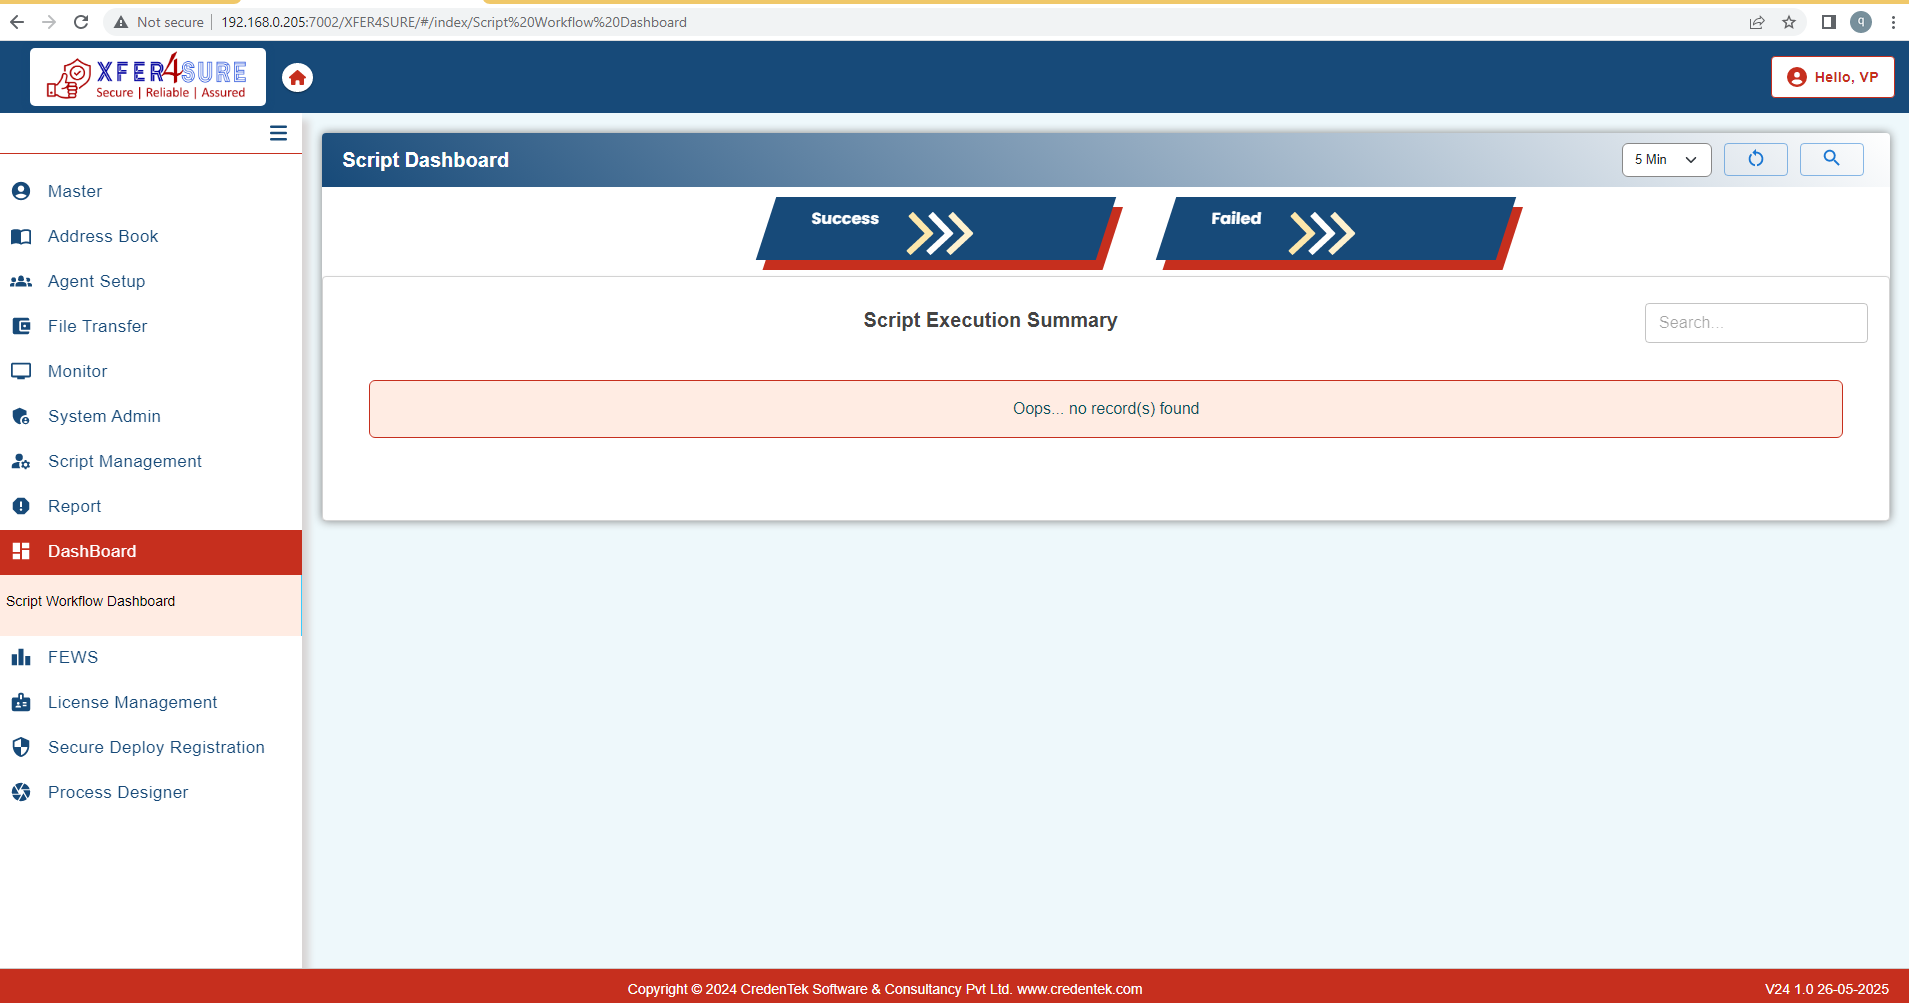 Not secure | 192.168.0.205:7002/XFER4SURE/#/index/Script%20Workflow%20Dashboard
q
XFER4SURE
Secure | Reliable | Assured
Hello, VP
Script Dashboard
5 Min
Master
Address Book
Agent Setup
File Transfer
Monitor
System Admin
Script Management
Report
DashBoard
Script Workflow Dashboard
FEWS
License Management
Secure Deploy Registration
Process Designer
Success
Failed
Script Execution Summary
Search...
Oops... no record(s) found
Copyright © 2024 CredenTek Software & Consultancy Pvt Ltd. www.credentek.com
V24 1.0 26-05-2025